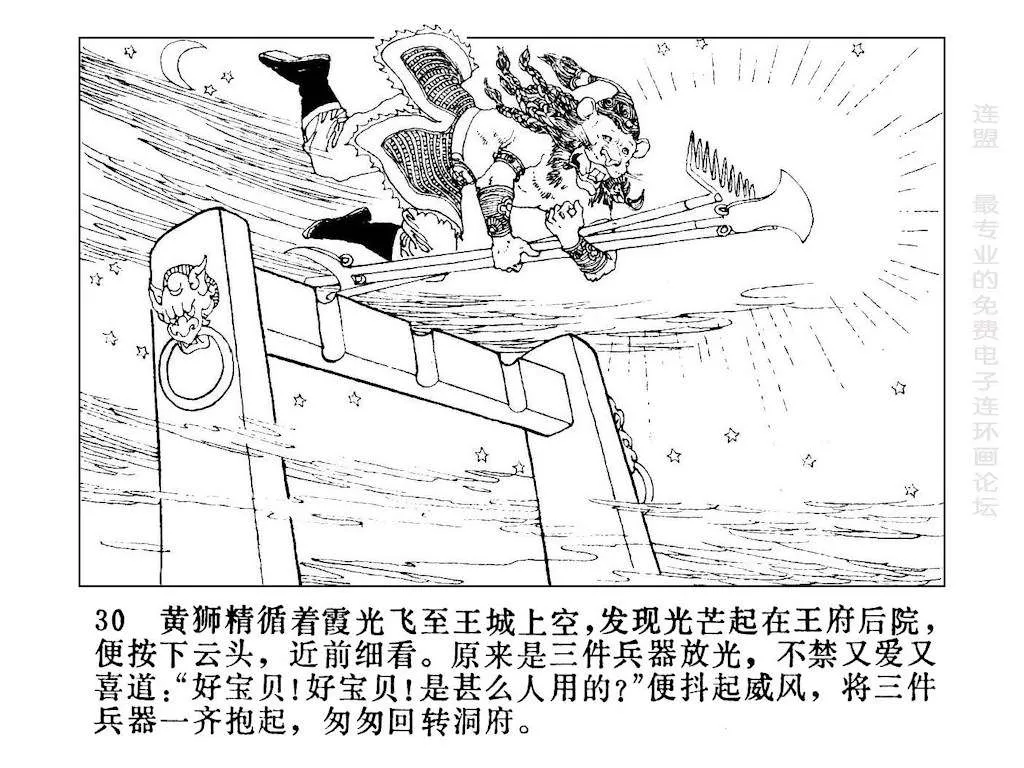 30 黄狮精循着霞光飞至王城上空,发现光芒起在王府后院,
便按下云头,近前细看。原来是三件兵器放光,不禁又爱又
喜道:“好宝贝!好宝贝!是甚么人用的?”便抖起威风,将三件
兵器一齐抱起,匆匆回转洞府。
连盟 最专业的免费电子连环画论坛